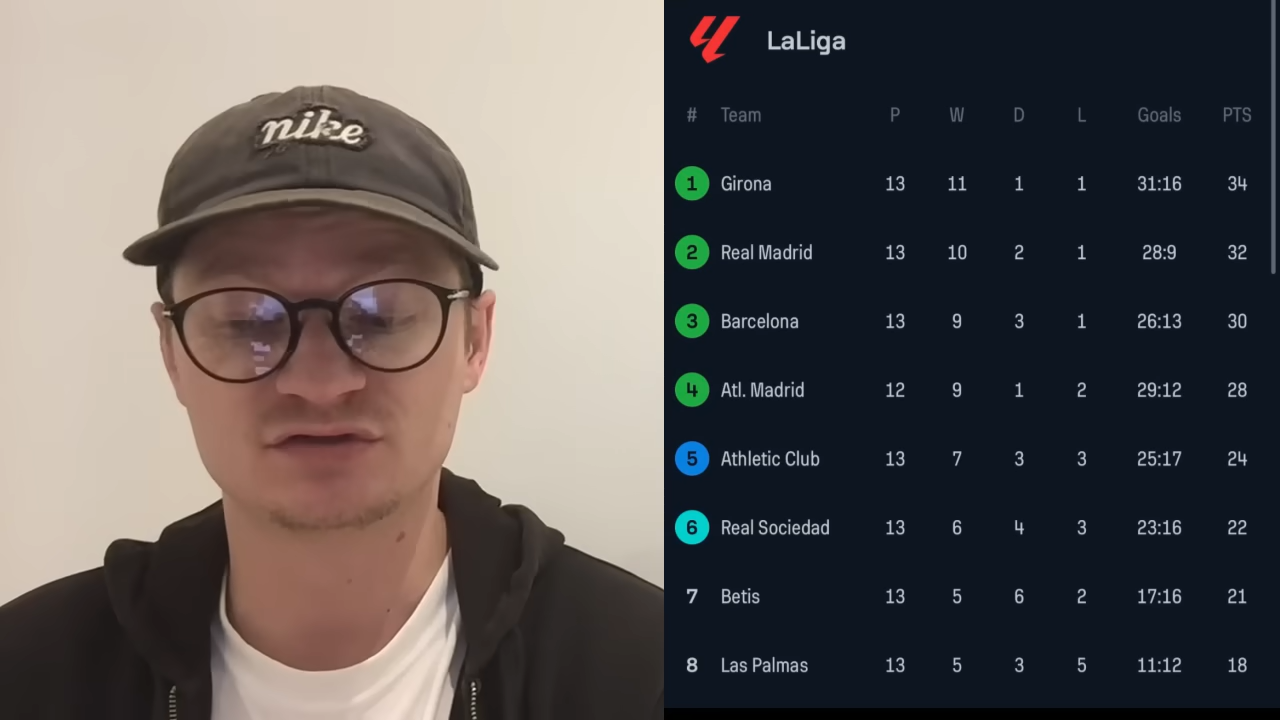 nike
LaLiga
# Team P W D L Goals PTS
1 Girona 13 11 1 1 31:16 34
2 Real Madrid 13 10 2 1 28:9 32
3 Barcelona 13 9 3 1 26:13 30
4 Atl. Madrid 12 9 1 2 29:12 28
5 Athletic Club 13 7 3 3 25:17 24
6 Real Sociedad 13 6 4 3 23:16 22
7 Betis 13 5 6 2 17:16 21
8 Las Palmas 13 5 3 5 11:12 18